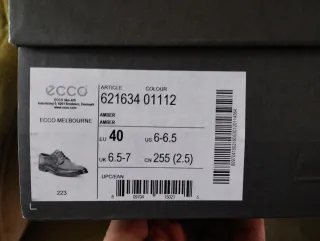 ecco
ARTICLE COLOUR
621634 01112
ECCO MELBOURNE
AMBER
AMBER
EU 40 US 6-6.5
UK 6.5-7 CN 255 (2.5)
UPC/EAN:
223